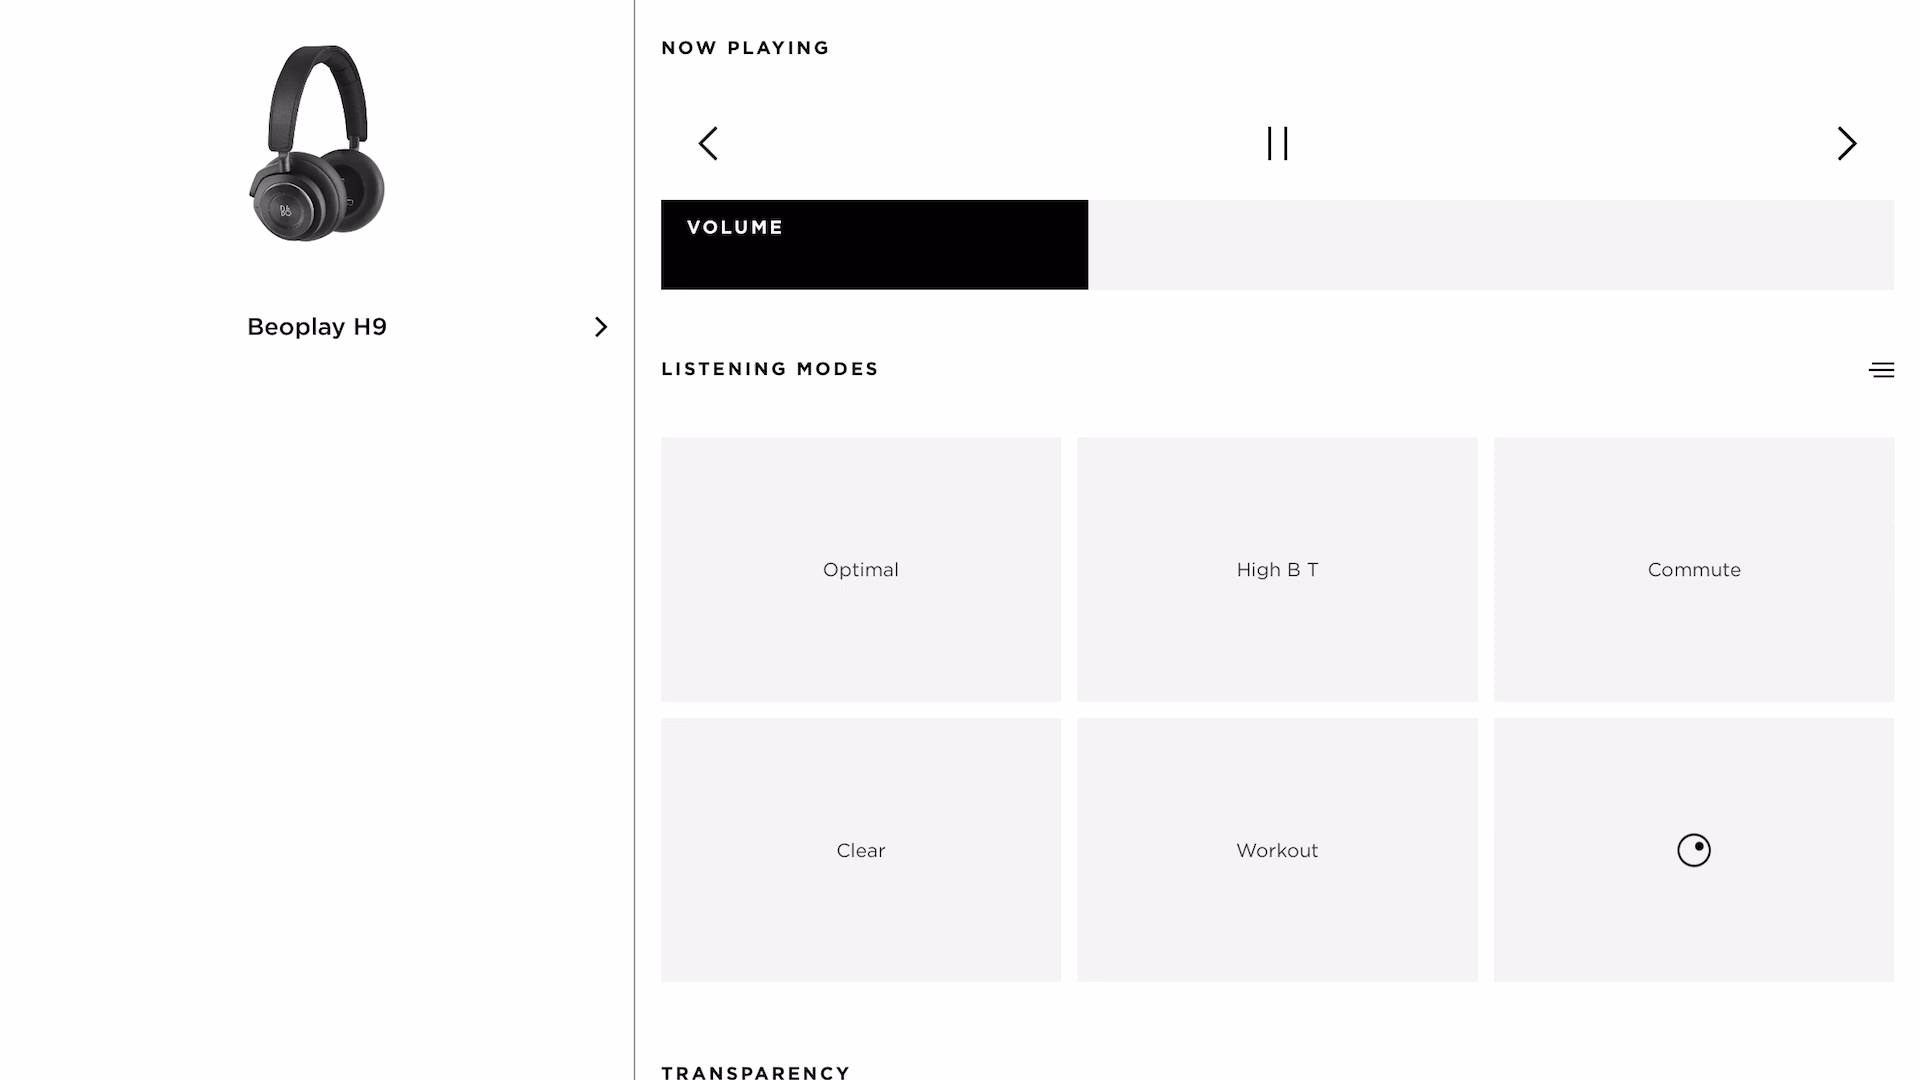 Beoplay H9
NOW PLAYING
VOLUME
LISTENING MODES
Optimal
High B T
Commute
Clear
Workout
TRANSPARENCY